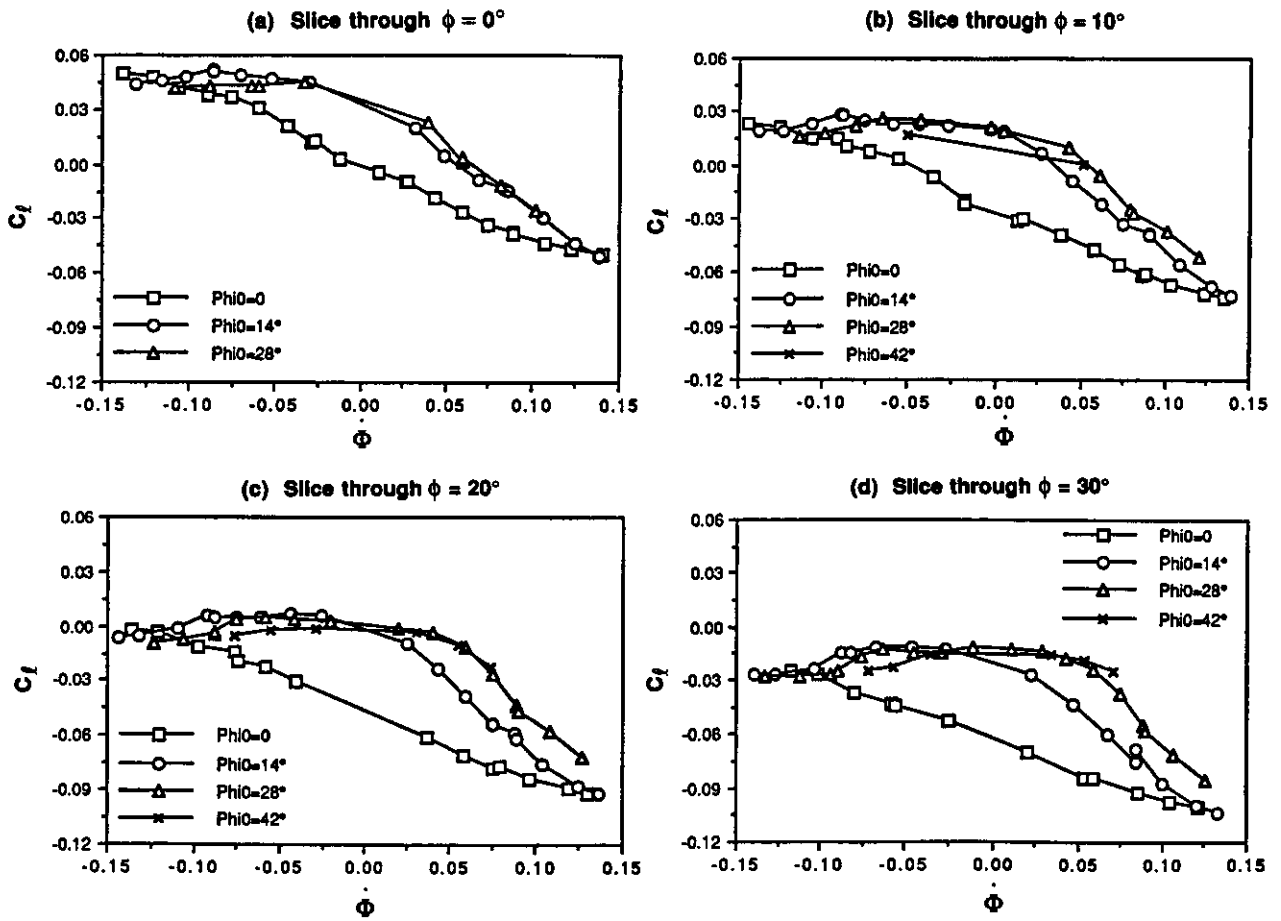 (a) Slice through ϕ = 0°
0.06
0.03
0.00
-0.03
-0.06
-0.09
-0.12
Cℓ
Phi0=0
Phi0=14°
Phi0=28°
-0.15 -0.10 -0.05 0.00 0.05 0.10 0.15
Φ̇
(b) Slice through ϕ = 10°
0.06
0.03
0.00
-0.03
-0.06
-0.09
-0.12
Cℓ
Phi0=0
Phi0=14°
Phi0=28°
Phi0=42°
-0.15 -0.10 -0.05 0.00 0.05 0.10 0.15
Φ̇
(c) Slice through ϕ = 20°
0.06
0.03
0.00
-0.03
-0.06
-0.09
-0.12
Cℓ
Phi0=0
Phi0=14°
Phi0=28°
Phi0=42°
-0.15 -0.10 -0.05 0.00 0.05 0.10 0.15
Φ̇
(d) Slice through ϕ = 30°
0.06
0.03
-0.00
-0.03
-0.06
-0.09
-0.12
Cℓ
Phi0=0
Phi0=14°
Phi0=28°
Phi0=42°
-0.15 -0.10 -0.05 0.00 0.05 0.10 0.15
Φ̇